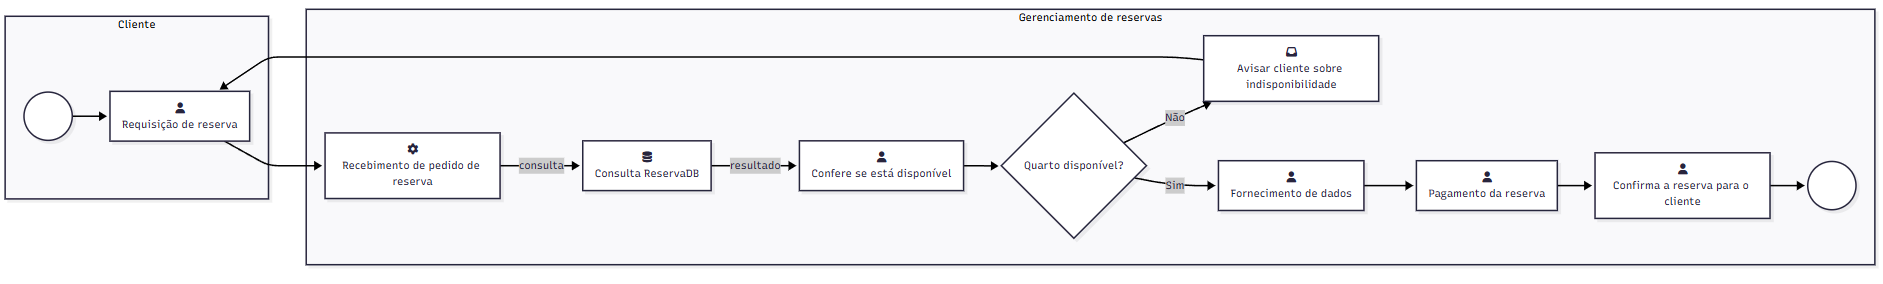 Cliente
Requisição de reserva
Gerenciamento de reservas
Recebimento de pedido de
reserva
consulta
Consulta ReservaDB
resultado
Confere se está disponível
Quarto disponível?
Não
Avisar cliente sobre
indisponibilidade
Sim
Fornecimento de dados
Pagamento da reserva
Confirma a reserva para o
cliente